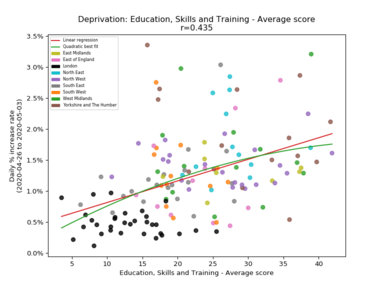 Deprivation: Education, Skills and Training - Average score
r=0.435
Daily % increase rate
(2020-04-26 to 2020-05-03)
3.5%
3.0%
2.5%
2.0%
1.5%
1.0%
0.5%
0.0%
Linear regression
Quadratic best fit
East Midlands
East of England
London
North East
North West
South East
South West
West Midlands
Yorkshire and The Humber
5
10
15
20
25
30
35
40
Education, Skills and Training - Average score